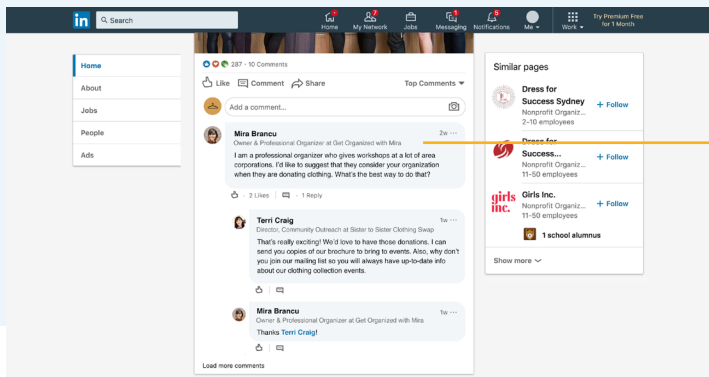 in
Search
Home
My Network
Jobs
Messaging
Notifications
Me
Work
Try Premium Free
for 1 Month
Home
About
Jobs
People
Ads
287 · 10 Comments
Like
Comment
Share
Top Comments
Add a comment...
Mira Brancu
2w ...
Owner & Professional Organizer at Get Organized with Mira
I am a professional organizer who gives workshops at a lot of area
corporations. I'd like to suggest that they consider your organization
when they are donating clothing. What's the best way to do that?
· 2 Likes
· 1 Reply
Terri Craig
1w ...
Director, Community Outreach at Sister to Sister Clothing Swap
That's really exciting! We'd love to have those donations. I can
send you copies of our brochure to bring to events. Also, why don't
you join our mailing list so you will always have up-to-date info
about our clothing collection events.
Mira Brancu
1w ...
Owner & Professional Organizer at Get Organized with Mira
Thanks Terri Craig!
Load more comments
Similar pages
Dress for
Success Sydney
Nonprofit Organiz...
2-10 employees
+ Follow
Dress for
Success...
Nonprofit Organiz...
11-50 employees
+ Follow
girls
inc.
Girls Inc.
Nonprofit Organiz...
11-50 employees
+ Follow
1 school alumnus
Show more